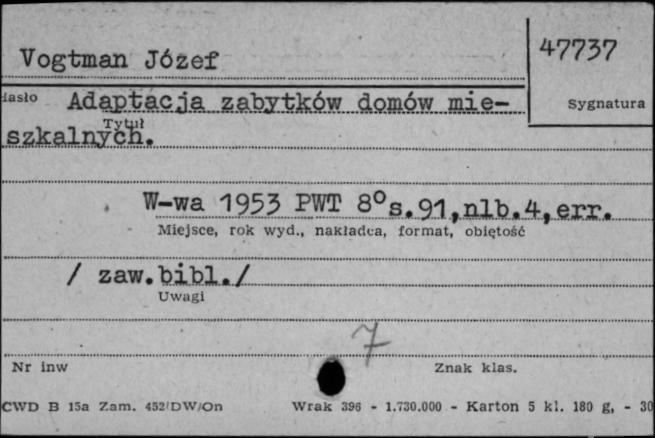 Vogtman Józef
47737
Hasło Adaptacja zabytków domów mie-
Sygnatura
Tytuł
szkalnych.
W-wa 1953 PWT 8° s.91,nlb.4,err.
Miejsce, rok wyd., nakładca, format, objętość
/ zaw.bibl./
Uwagi
7
Nr inw
Znak klas.
CWD B 15a Zam. 452/DW/On Wrak 396 - 1.730.000 - Karton 5 kl. 180 g, - 30